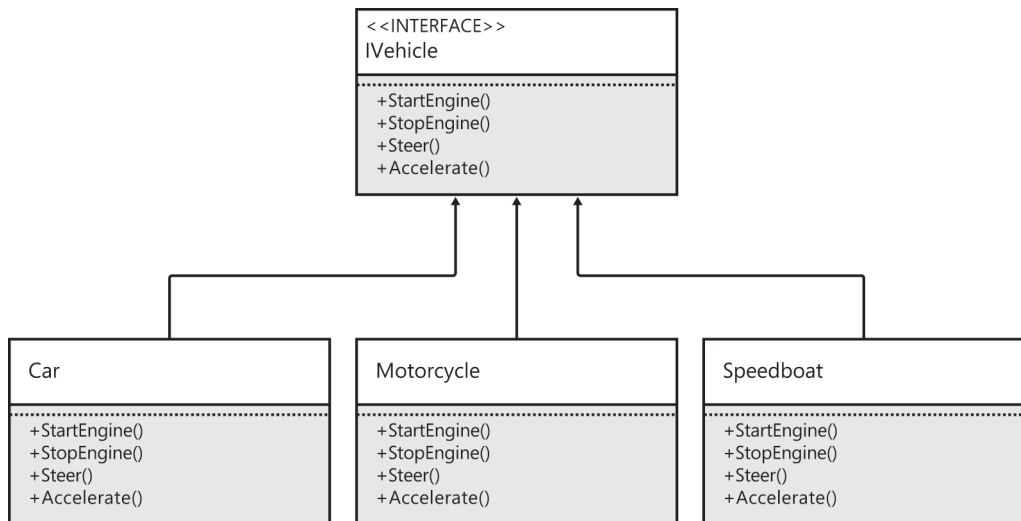 <<INTERFACE>>
IVehicle
+StartEngine()
+StopEngine()
+Steer()
+Accelerate()
Car
+StartEngine()
+StopEngine()
+Steer()
+Accelerate()
Motorcycle
+StartEngine()
+StopEngine()
+Steer()
+Accelerate()
Speedboat
+StartEngine()
+StopEngine()
+Steer()
+Accelerate()